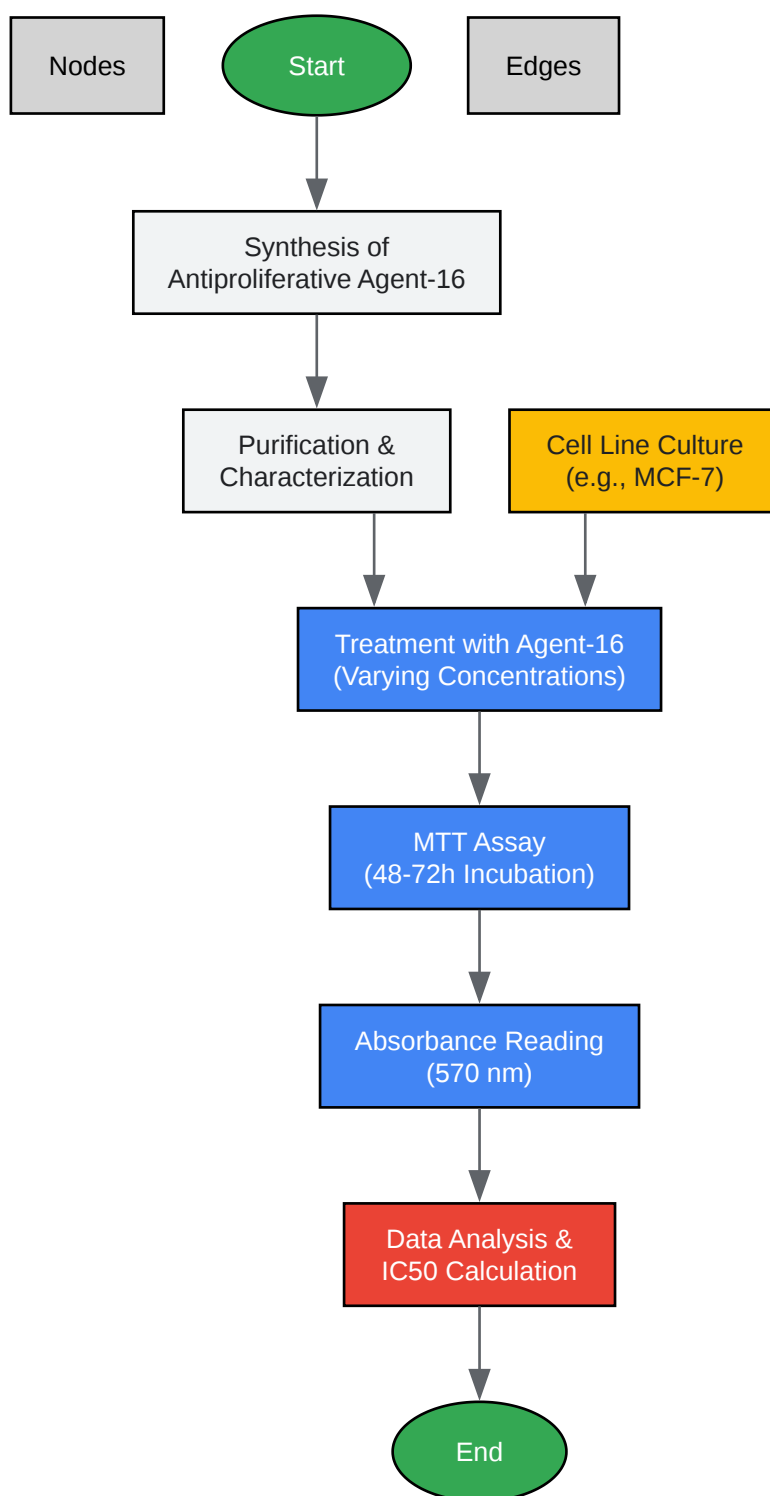 Nodes
Start
Edges
Synthesis of
Antiproliferative Agent-16
Purification &
Characterization
Cell Line Culture
(e.g., MCF-7)
Treatment with Agent-16
(Varying Concentrations)
MTT Assay
(48-72h Incubation)
Absorbance Reading
(570 nm)
Data Analysis &
IC50 Calculation
End